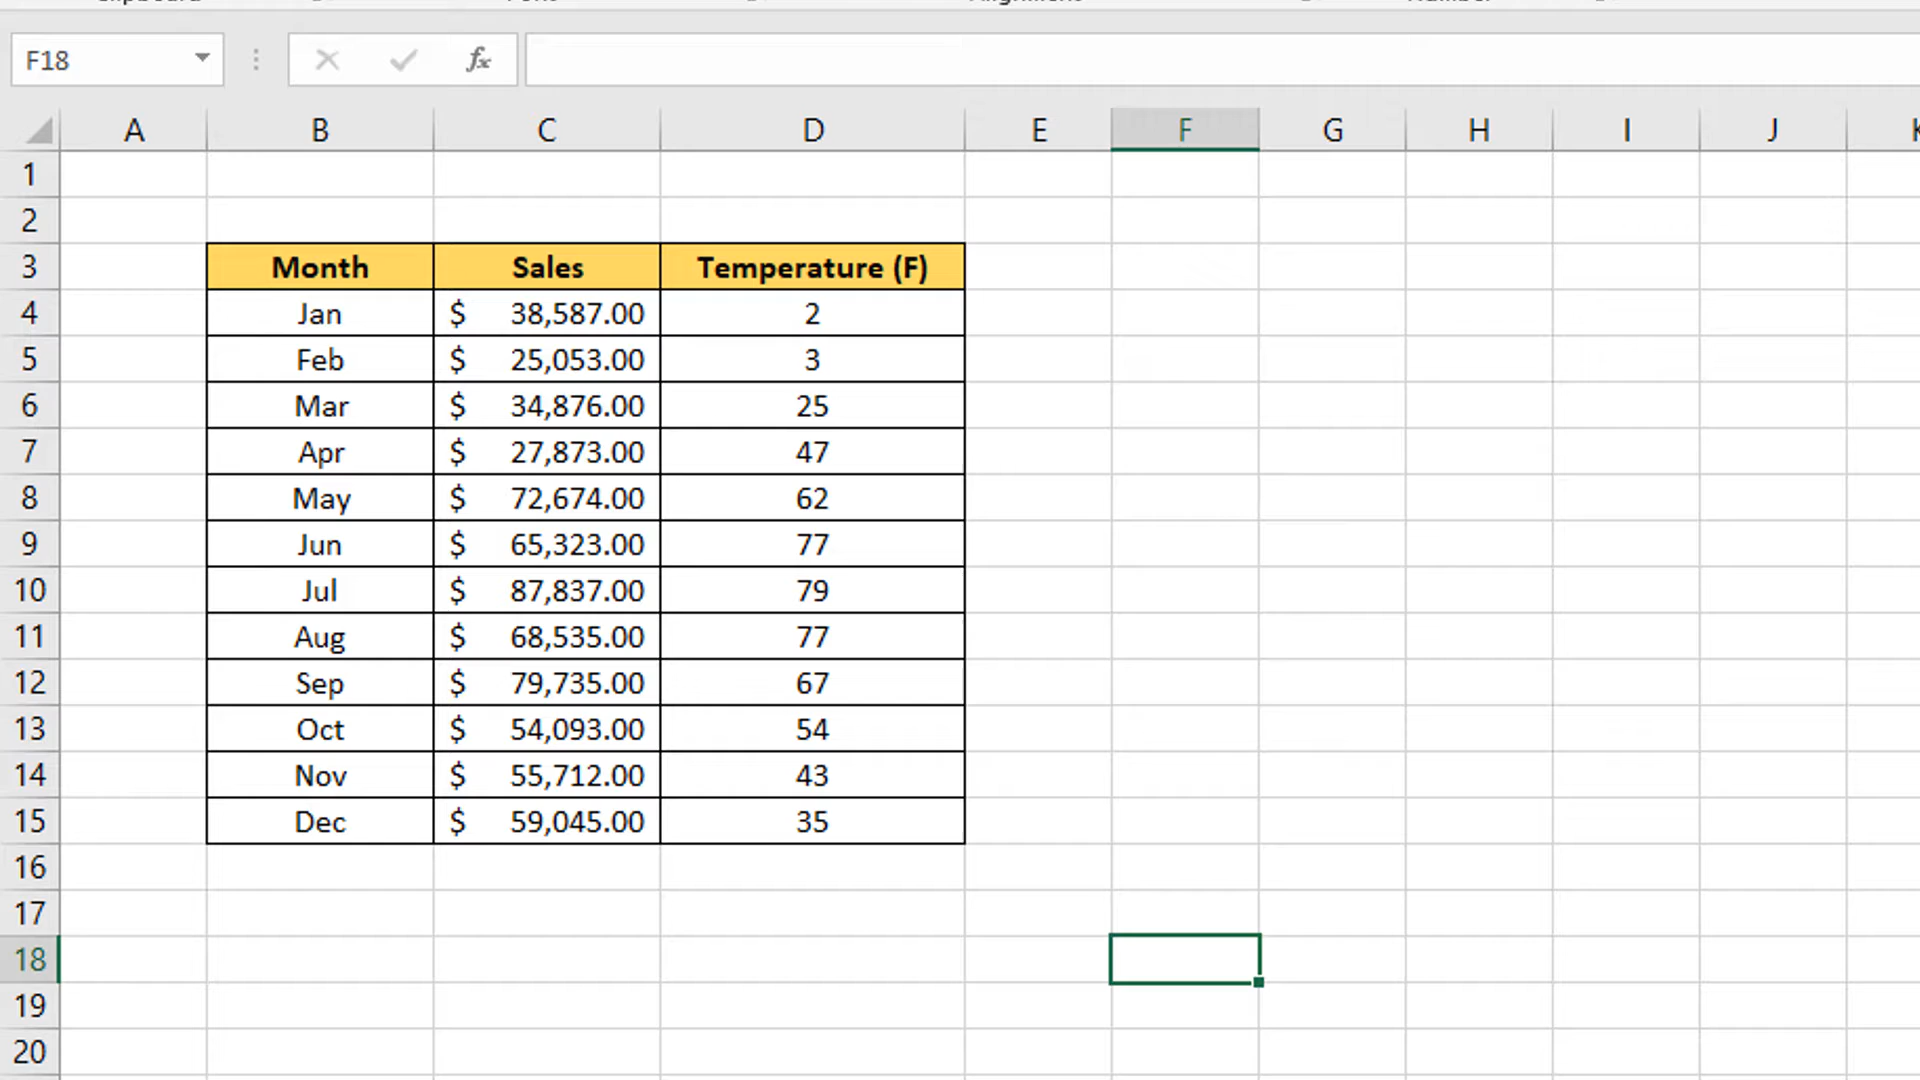 F18 fx
A B C D E F G H I J
1
2
3 Month Sales Temperature (F)
4 Jan $ 38,587.00 2
5 Feb $ 25,053.00 3
6 Mar $ 34,876.00 25
7 Apr $ 27,873.00 47
8 May $ 72,674.00 62
9 Jun $ 65,323.00 77
10 Jul $ 87,837.00 79
11 Aug $ 68,535.00 77
12 Sep $ 79,735.00 67
13 Oct $ 54,093.00 54
14 Nov $ 55,712.00 43
15 Dec $ 59,045.00 35
16
17
18
19
20